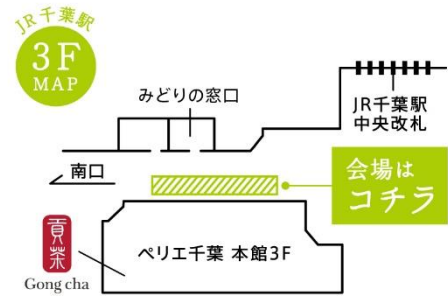 JR千葉駅
3F
MAP
みどりの窓口
JR千葉駅
中央改札
南口
会場は
コチラ
貢茶
Gong cha
ペリエ千葉 本館3F